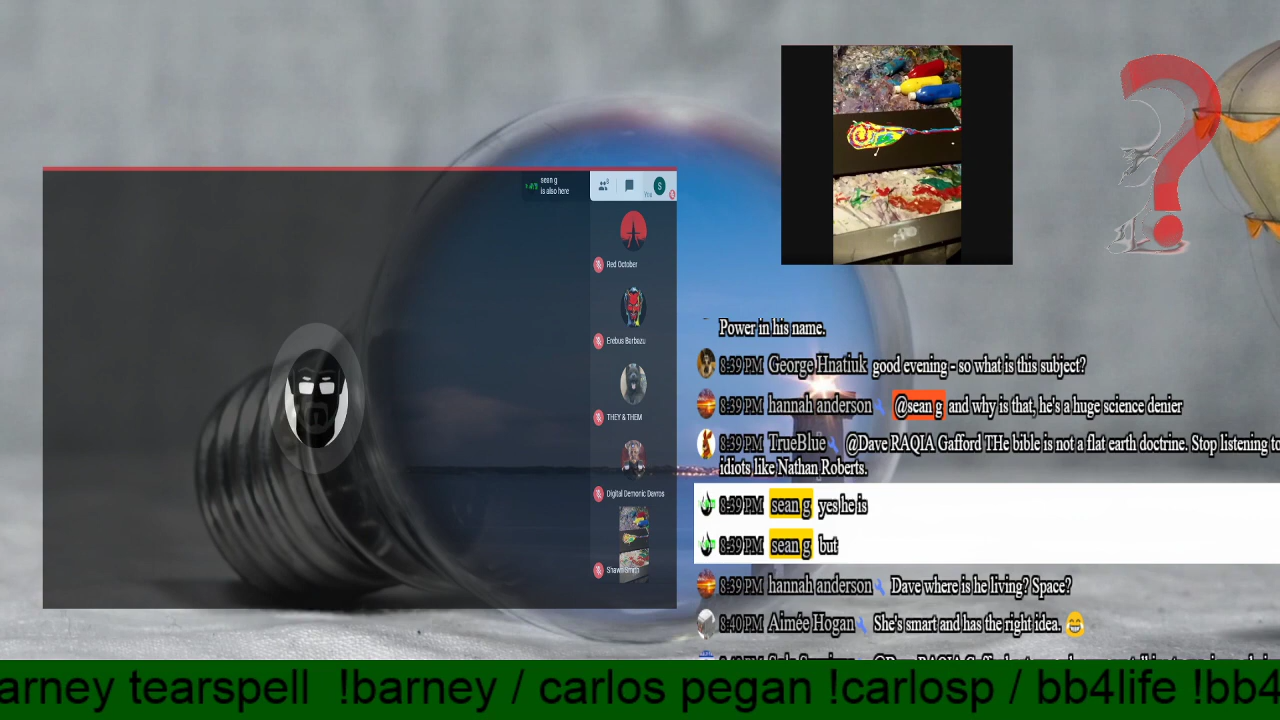 sean g
is also here
Red October
Erebus Barbazu
THEY & THEM
Digital Demonic Devros
Shawn Smith
Power in his name.
8:39 PM George Hnatiuk good evening - so what is this subject?
8:39 PM hannah anderson @sean g and why is that, he's a huge science denier
8:39 PM TrueBlue @Dave RAQIA Gafford THe bible is not a flat earth doctrine. Stop listening to
idiots like Nathan Roberts.
8:39 PM sean g yes he is
8:39 PM sean g but
8:39 PM hannah anderson Dave where is he living? Space?
8:40 PM Aimée Hogan She's smart and has the right idea. 😂
arney tearspell !barney / carlos pegan !carlosp / bb4life !bb4